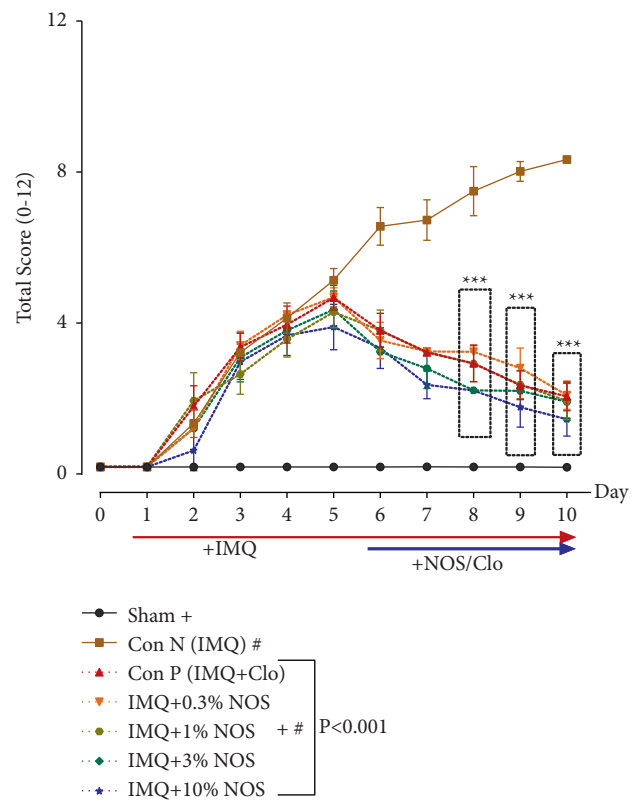 12
8
4
0
Total Score (0-12)
***
***
***
0 1 2 3 4 5 6 7 8 9 10
Day
+IMQ
+NOS/Clo
Sham +
Con N (IMQ) #
Con P (IMQ+Clo)
IMQ+0.3% NOS
IMQ+1% NOS
IMQ+3% NOS
IMQ+10% NOS
+ #
P<0.001